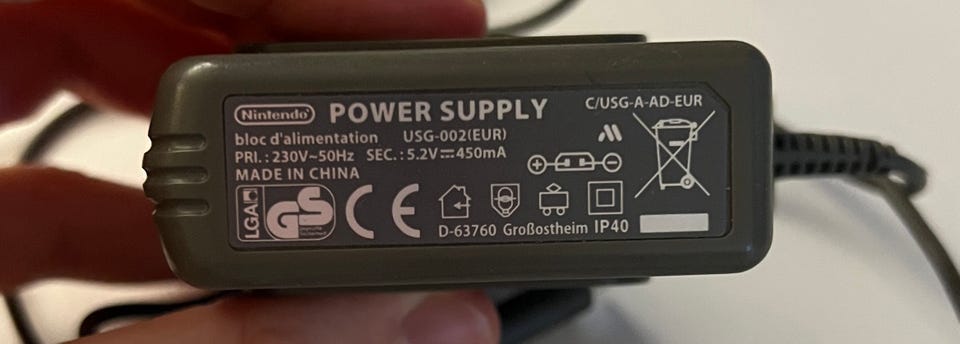 Nintendo POWER SUPPLY C/USG-A-AD-EUR
bloc d'alimentation USG-002(EUR)
PRI.: 230V~50Hz SEC.: 5.2V⎓450mA
MADE IN CHINA
LGA GS CE
D-63760 Großostheim IP40